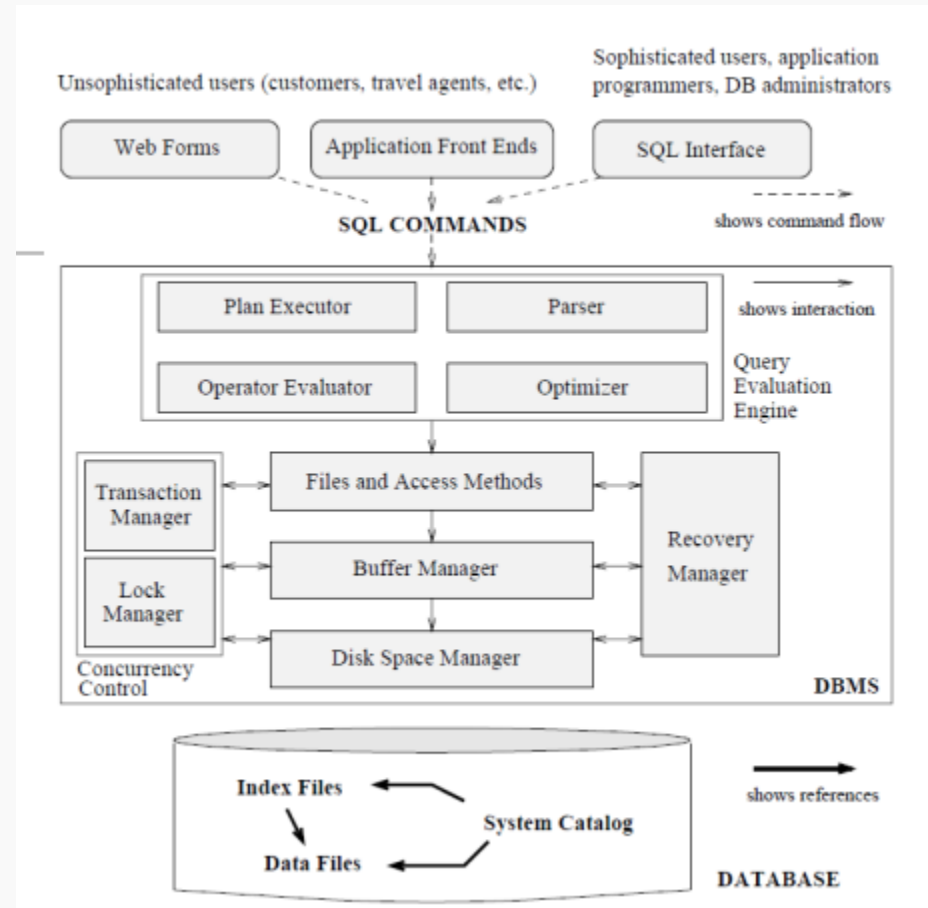 Unsophisticated users (customers, travel agents, etc.)
Sophisticated users, application
programmers, DB administrators
Web Forms
Application Front Ends
SQL Interface
SQL COMMANDS
shows command flow
Plan Executor
Parser
shows interaction
Operator Evaluator
Optimizer
Query
Evaluation
Engine
Transaction
Manager
Files and Access Methods
Recovery
Manager
Buffer Manager
Lock
Manager
Disk Space Manager
Concurrency
Control
DBMS
Index Files
shows references
System Catalog
Data Files
DATABASE